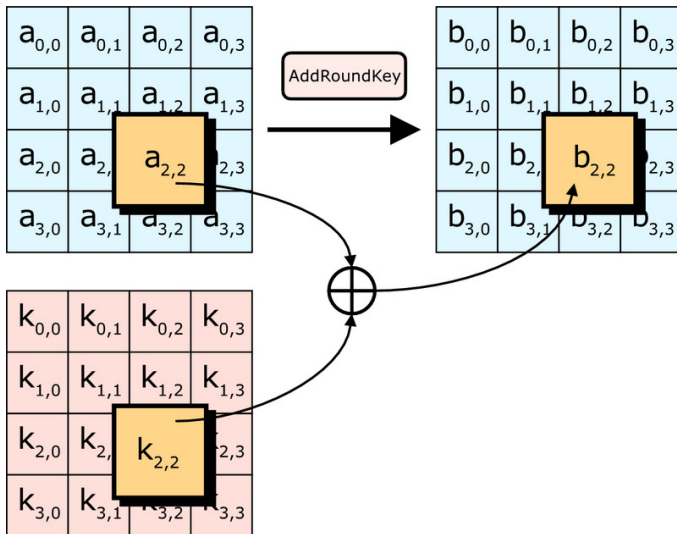 a0,0 a0,1 a0,2 a0,3
a1,0 a1,1 a1,2 a1,3
a2,0 a2, a2,2 2,3
a3,0 a3,1 a3,2 a3,3
AddRoundKey
b0,0 b0,1 b0,2 b0,3
b1,0 b1,1 b1,2 b1,3
b2,0 b2, b2,2 2,3
b3,0 b3,1 b3,2 b3,3
k0,0 k0,1 k0,2 k0,3
k1,0 k1,1 k1,2 k1,3
k2,0 k2, k2,2 2,3
k3,0 k3,1 k3,2 k3,3